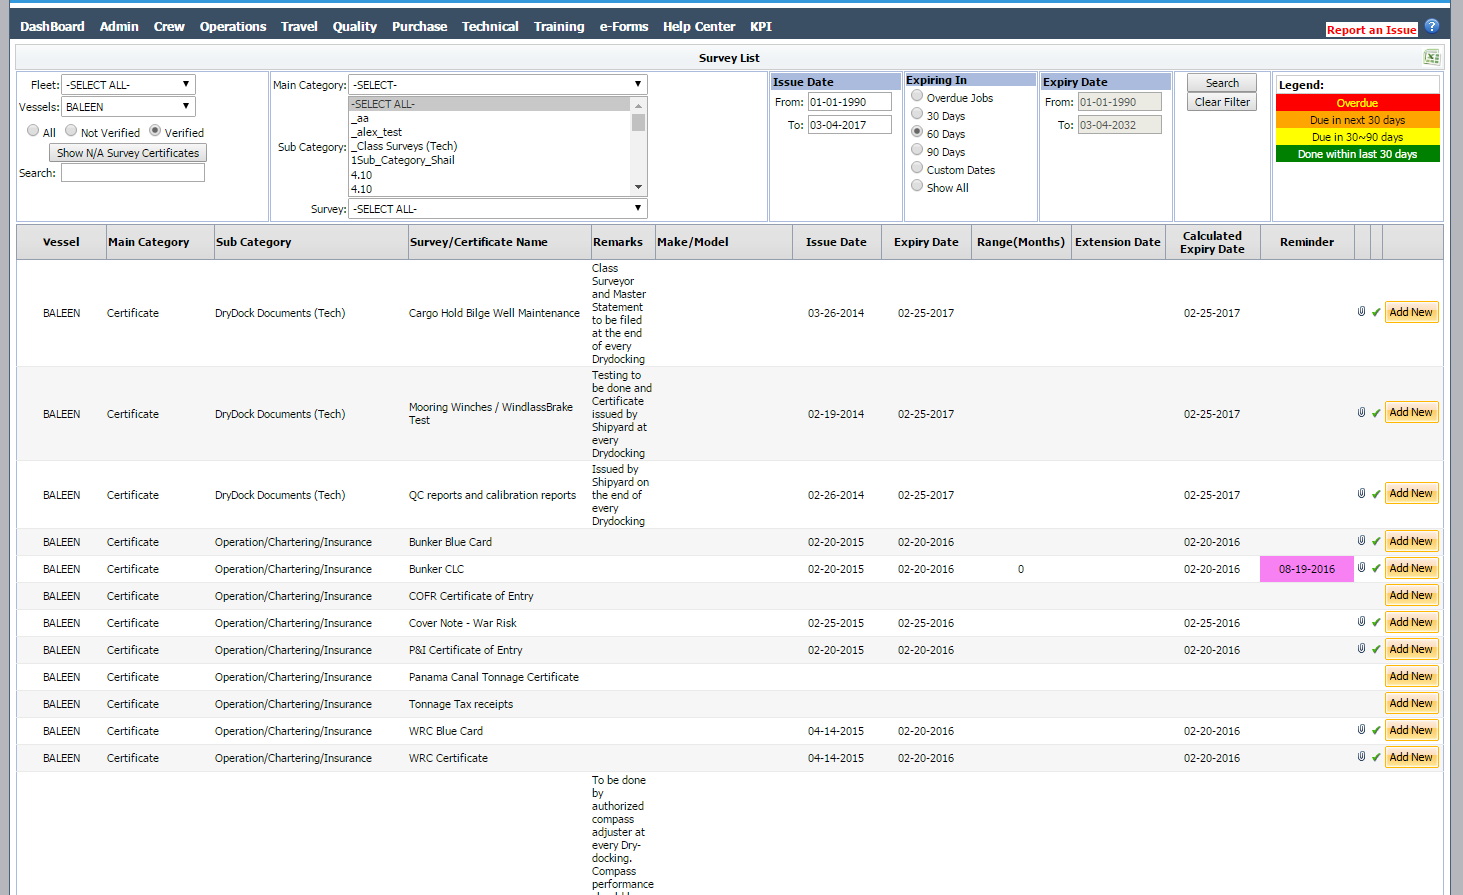 DashBoard Admin Crew Operations Travel Quality Purchase Technical Training e-Forms Help Center KPI
Report an Issue ?
Survey List
Fleet: -SELECT ALL-
Vessels: BALEEN
All Not Verified Verified
Show N/A Survey Certificates
Search:
Main Category: -SELECT-
Sub Category:
-SELECT ALL-
_aa
_alex_test
_Class Surveys (Tech)
1Sub_Category_Shail
4.10
4.10
Survey: -SELECT ALL-
Issue Date
From: 01-01-1990
To: 03-04-2017
Expiring In
Overdue Jobs
30 Days
60 Days
90 Days
Custom Dates
Show All
Expiry Date
From: 01-01-1990
To: 03-04-2032
Search
Clear Filter
Legend:
Overdue
Due in next 30 days
Due in 30~90 days
Done within last 30 days
Vessel Main Category Sub Category Survey/Certificate Name Remarks Make/Model Issue Date Expiry Date Range(Months) Extension Date Calculated Expiry Date Reminder
BALEEN Certificate DryDock Documents (Tech) Cargo Hold Bilge Well Maintenance
Class
Surveyor
and Master
Statement
to be filed
at the end
of every
Drydocking
03-26-2014 02-25-2017 02-25-2017 Add New
BALEEN Certificate DryDock Documents (Tech) Mooring Winches / WindlassBrake
Test
Testing to
be done and
Certificate
issued by
Shipyard at
every
Drydocking
02-19-2014 02-25-2017 02-25-2017 Add New
BALEEN Certificate DryDock Documents (Tech) QC reports and calibration reports
Issued by
Shipyard on
the end of
every
Drydocking
02-26-2014 02-25-2017 02-25-2017 Add New
BALEEN Certificate Operation/Chartering/Insurance Bunker Blue Card 02-20-2015 02-20-2016 02-20-2016 Add New
BALEEN Certificate Operation/Chartering/Insurance Bunker CLC 02-20-2015 02-20-2016 0 02-20-2016 08-19-2016 Add New
BALEEN Certificate Operation/Chartering/Insurance COFR Certificate of Entry Add New
BALEEN Certificate Operation/Chartering/Insurance Cover Note - War Risk 02-25-2015 02-25-2016 02-25-2016 Add New
BALEEN Certificate Operation/Chartering/Insurance P&I Certificate of Entry 02-20-2015 02-20-2016 02-20-2016 Add New
BALEEN Certificate Operation/Chartering/Insurance Panama Canal Tonnage Certificate Add New
BALEEN Certificate Operation/Chartering/Insurance Tonnage Tax receipts Add New
BALEEN Certificate Operation/Chartering/Insurance WRC Blue Card 04-14-2015 02-20-2016 02-20-2016 Add New
BALEEN Certificate Operation/Chartering/Insurance WRC Certificate 04-14-2015 02-20-2016 02-20-2016 Add New
To be done
by
authorized
compass
adjuster at
every Dry-
docking.
Compass
performance